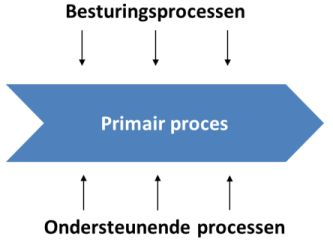 Besturingsprocessen
Primair proces
Ondersteunende processen